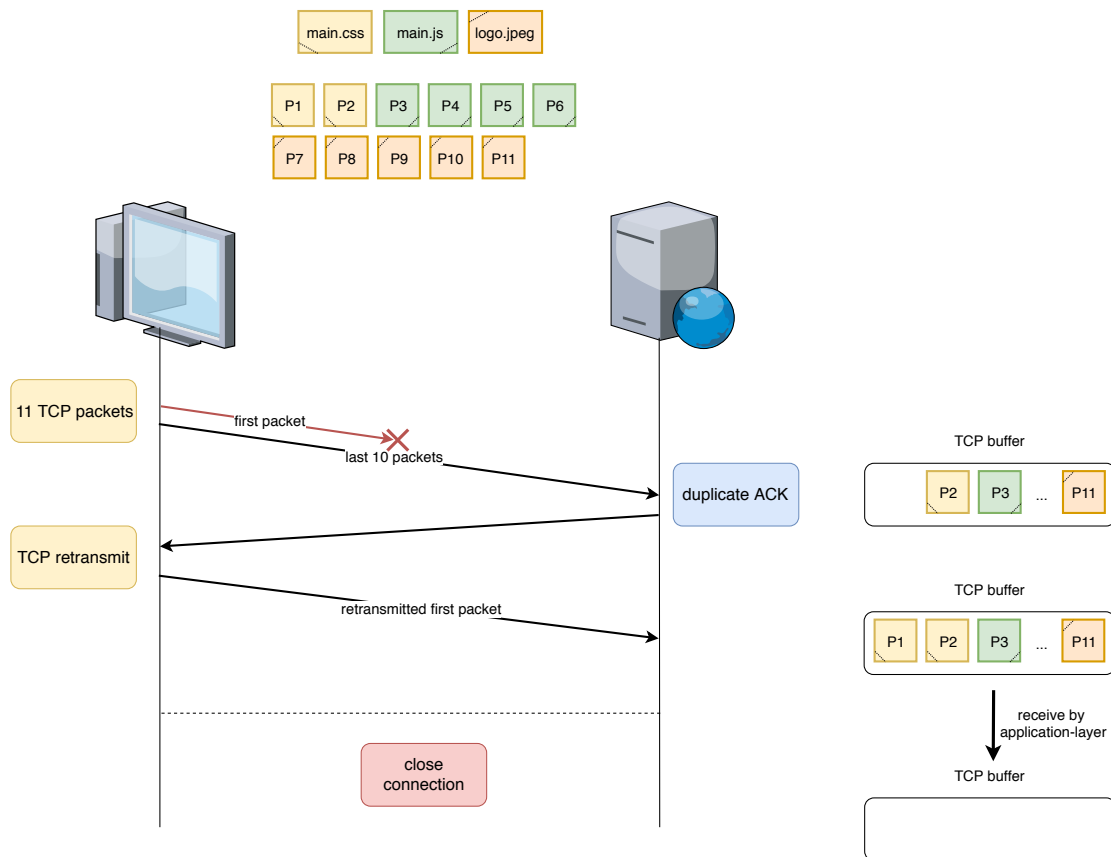 main.css main.js logo.jpeg
P1 P2 P3 P4 P5 P6
P7 P8 P9 P10 P11
11 TCP packets
first packet
last 10 packets
TCP buffer
duplicate ACK
P2 P3 ... P11
TCP retransmit
TCP buffer
retransmitted first packet
P1 P2 P3 ... P11
receive by
application-layer
close
connection
TCP buffer